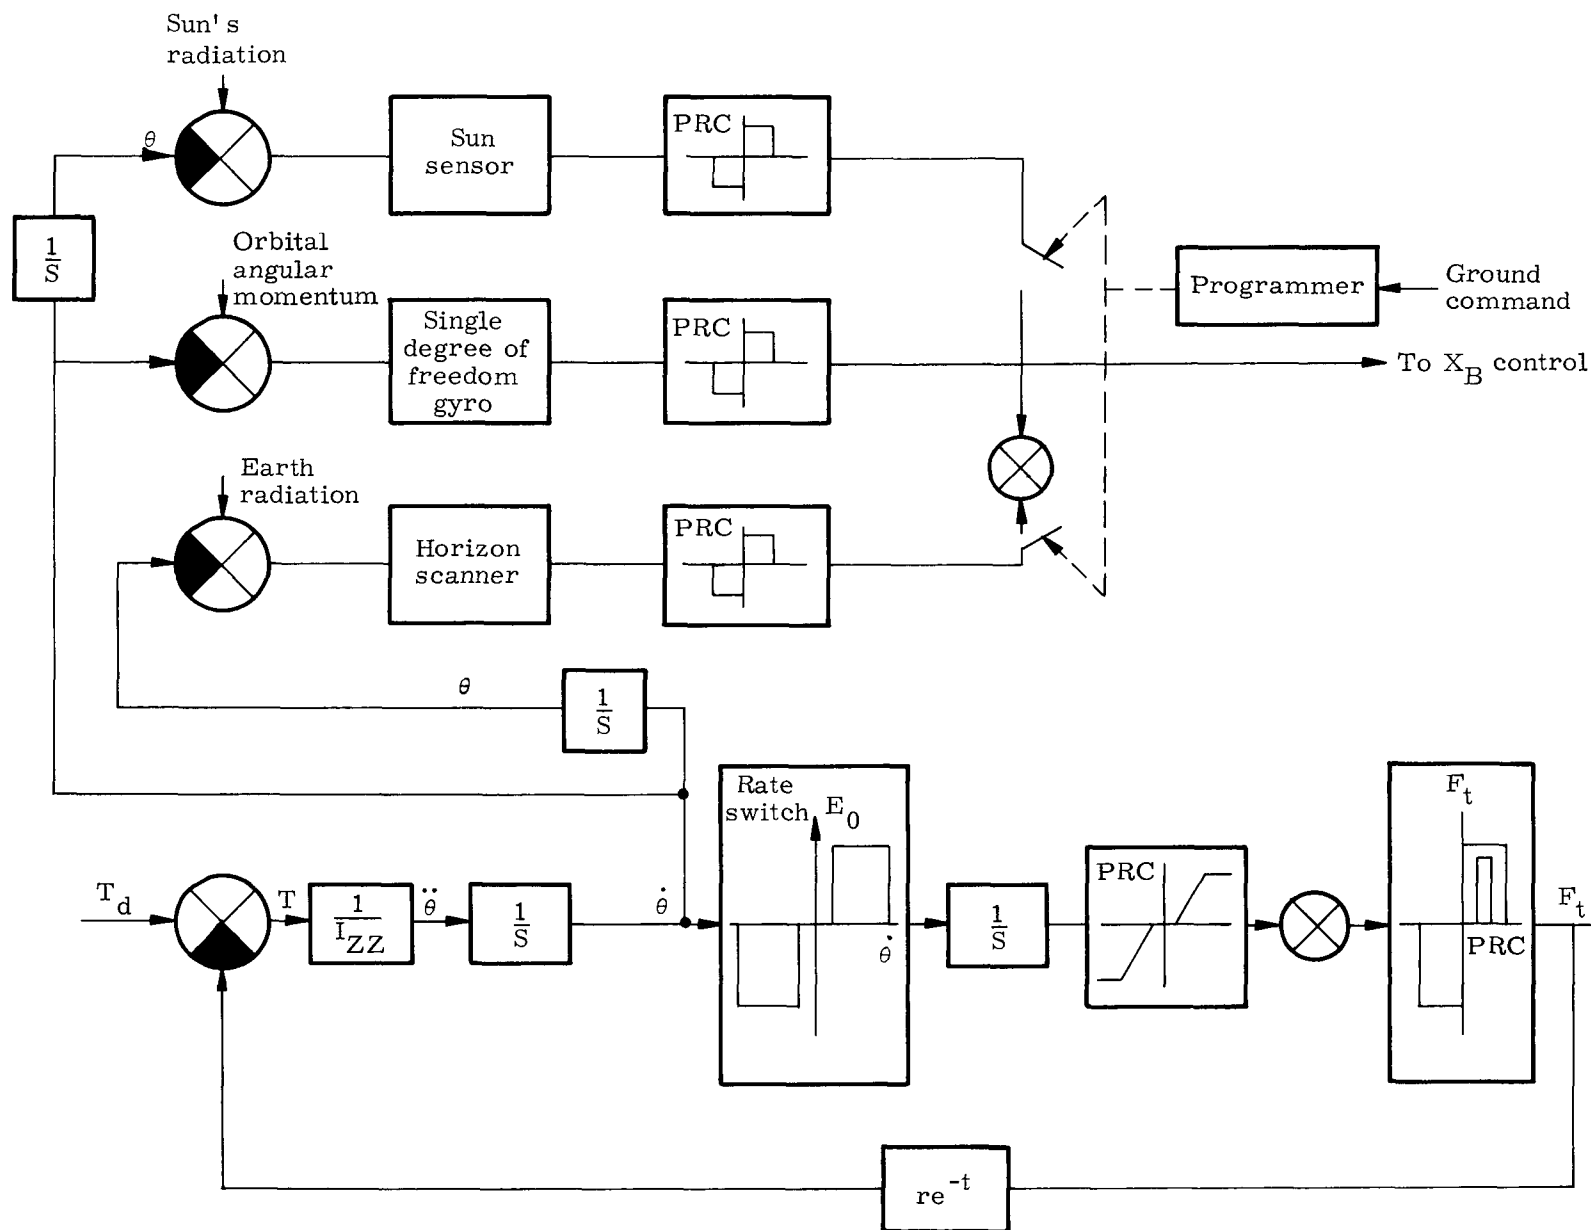 Sun's
radiation
θ
Sun
sensor
PRC
1
S
Orbital
angular
momentum
Single
degree of
freedom
gyro
PRC
Programmer
Ground
command
To X_B control
Earth
radiation
Horizon
scanner
PRC
θ
1
S
Rate
switch
E_0
θ̇
T_d
T
1
I_ZZ
θ̈
1
S
θ̇
1
S
PRC
F_t
PRC
F_t
re^-t